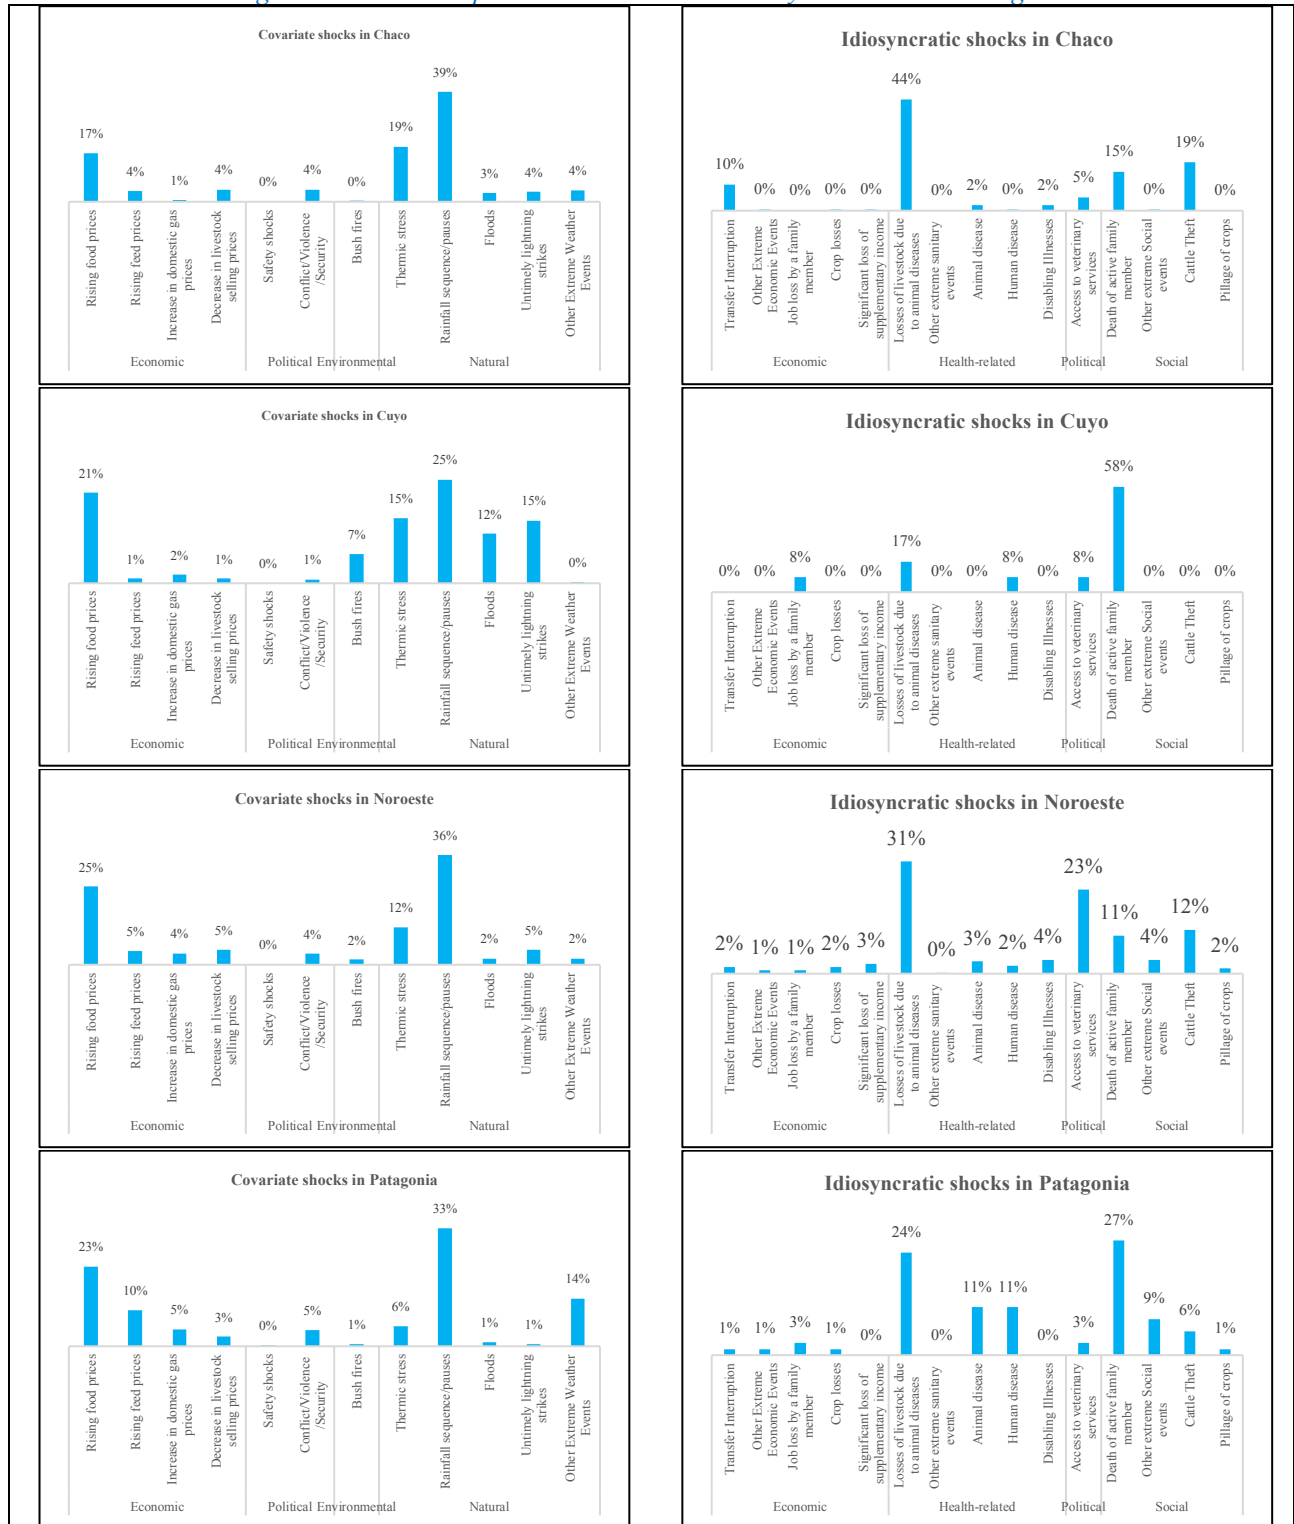 Covariate shocks in Chaco
17%
4%
1%
4%
0%
4%
0%
19%
39%
3%
4%
4%
Rising food prices
Rising feed prices
Increase in domestic gas
prices
Decrease in livestock
selling prices
Safety shocks
Conflict/Violence
/Security
Bush fires
Thermic stress
Rainfall sequence/pauses
Floods
Untimely lightning
strikes
Other Extreme Weather
Events
Economic
Political
Environmental
Natural
Idiosyncratic shocks in Chaco
10%
0%
0%
0%
0%
44%
0%
2%
0%
2%
5%
15%
0%
19%
0%
Transfer Interruption
Other Extreme
Economic Events
Job loss by a family
member
Crop losses
Significant loss of
supplementary income
Losses of livestock due
to animal diseases
Other extreme sanitary
events
Animal disease
Human disease
Disabling Illnesses
Access to veterinary
services
Death of active family
member
Other extreme Social
events
Cattle Theft
Pillage of crops
Economic
Health-related
Political
Social
Covariate shocks in Cuyo
21%
1%
2%
1%
0%
1%
7%
15%
25%
12%
15%
0%
Rising food prices
Rising feed prices
Increase in domestic gas
prices
Decrease in livestock
selling prices
Safety shocks
Conflict/Violence
/Security
Bush fires
Thermic stress
Rainfall sequence/pauses
Floods
Untimely lightning
strikes
Other Extreme Weather
Events
Economic
Political
Environmental
Natural
Idiosyncratic shocks in Cuyo
0%
0%
8%
0%
0%
17%
0%
0%
8%
0%
8%
58%
0%
0%
0%
Transfer Interruption
Other Extreme
Economic Events
Job loss by a family
member
Crop losses
Significant loss of
supplementary income
Losses of livestock due
to animal diseases
Other extreme sanitary
events
Animal disease
Human disease
Disabling Illnesses
Access to veterinary
services
Death of active family
member
Other extreme Social
events
Cattle Theft
Pillage of crops
Economic
Health-related
Political
Social
Covariate shocks in Noroeste
25%
5%
4%
5%
0%
4%
2%
12%
36%
2%
5%
2%
Rising food prices
Rising feed prices
Increase in domestic gas
prices
Decrease in livestock
selling prices
Safety shocks
Conflict/Violence
/Security
Bush fires
Thermic stress
Rainfall sequence/pauses
Floods
Untimely lightning
strikes
Other Extreme Weather
Events
Economic
Political
Environmental
Natural
Idiosyncratic shocks in Noroeste
2%
1%
1%
2%
3%
31%
0%
3%
2%
4%
23%
11%
4%
12%
2%
Transfer Interruption
Other Extreme
Economic Events
Job loss by a family
member
Crop losses
Significant loss of
supplementary income
Losses of livestock due
to animal diseases
Other extreme sanitary
events
Animal disease
Human disease
Disabling Illnesses
Access to veterinary
services
Death of active family
member
Other extreme Social
events
Cattle Theft
Pillage of crops
Economic
Health-related
Political
Social
Covariate shocks in Patagonia
23%
10%
5%
3%
0%
5%
1%
6%
33%
1%
1%
14%
Rising food prices
Rising feed prices
Increase in domestic gas
prices
Decrease in livestock
selling prices
Safety shocks
Conflict/Violence
/Security
Bush fires
Thermic stress
Rainfall sequence/pauses
Floods
Untimely lightning
strikes
Other Extreme Weather
Events
Economic
Political
Environmental
Natural
Idiosyncratic shocks in Patagonia
1%
1%
3%
1%
0%
24%
0%
11%
11%
0%
3%
27%
9%
6%
1%
Transfer Interruption
Other Extreme
Economic Events
Job loss by a family
member
Crop losses
Significant loss of
supplementary income
Losses of livestock due
to animal diseases
Other extreme sanitary
events
Animal disease
Human disease
Disabling Illnesses
Access to veterinary
services
Death of active family
member
Other extreme Social
events
Cattle Theft
Pillage of crops
Economic
Health-related
Political
Social